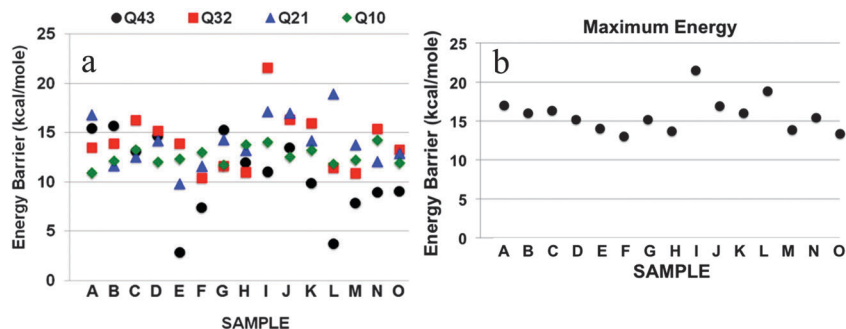 Q43 Q32 Q21 Q10
a
Energy Barrier (kcal/mole)
25
20
15
10
5
0
A B C D E F G H I J K L M N O
SAMPLE
Maximum Energy
b
Energy Barrier (kcal/mole)
25
20
15
10
5
0
A B C D E F G H I J K L M N O
SAMPLE